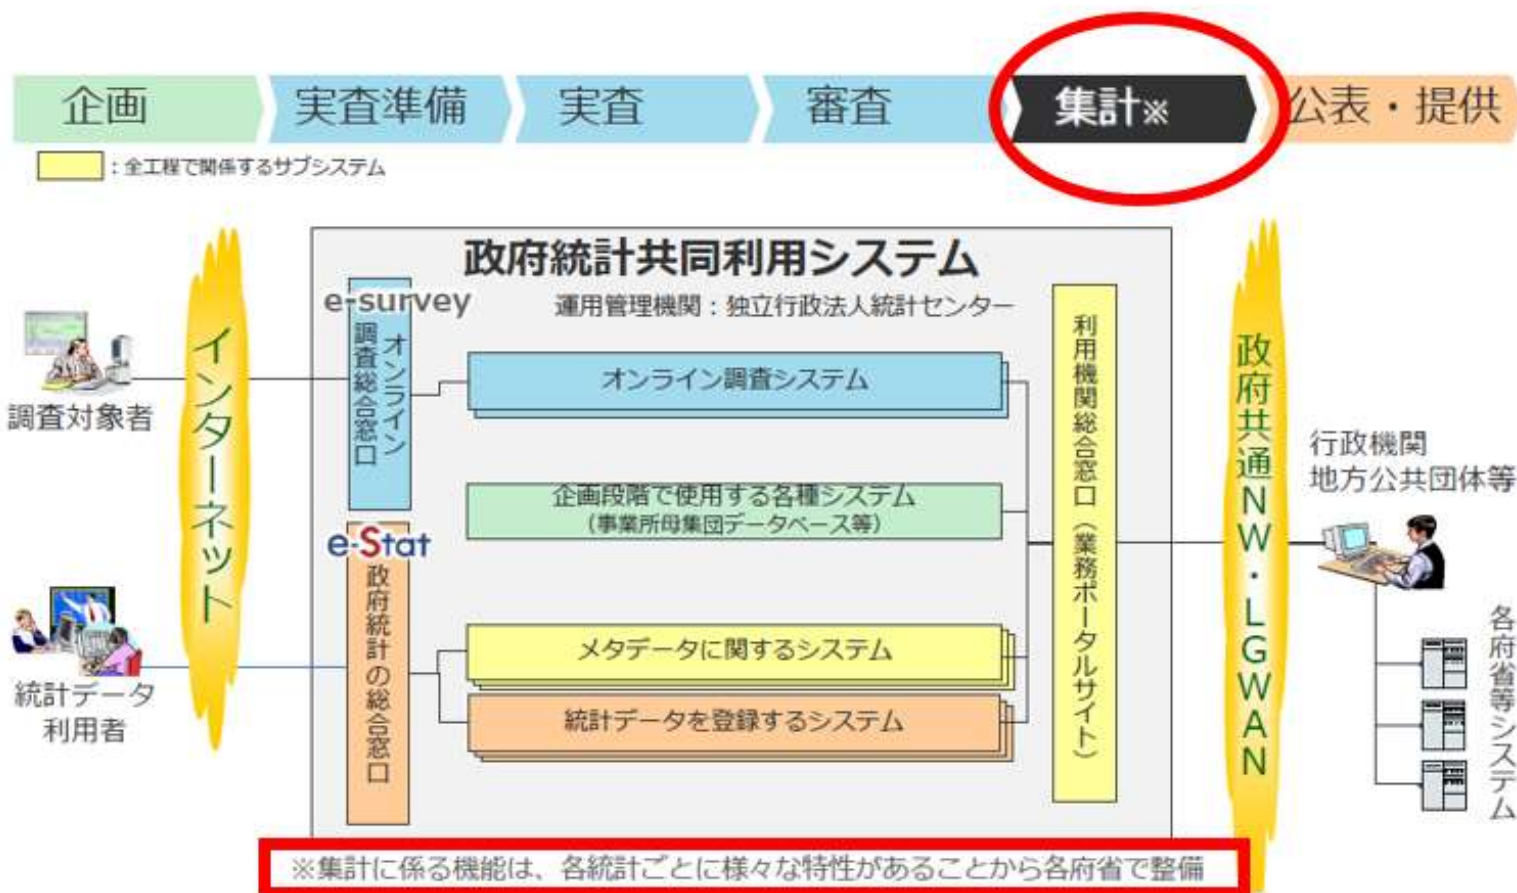 企画
実査準備
実査
審査
集計※
公表・提供
：全工程で関係するサブシステム
政府統計共同利用システム
運用管理機関：独立行政法人統計センター
e-survey
オンライン
調査総合窓口
オンライン調査システム
企画段階で使用する各種システム
（事業所母集団データベース等）
e-Stat
政府統計の総合窓口
メタデータに関するシステム
統計データを登録するシステム
利用機関総合窓口（業務ポータルサイト）
インターネット
調査対象者
統計データ
利用者
政府共通NW・LGWAN
行政機関
地方公共団体等
各府省等システム
※集計に係る機能は、各統計ごとに様々な特性があることから各府省で整備